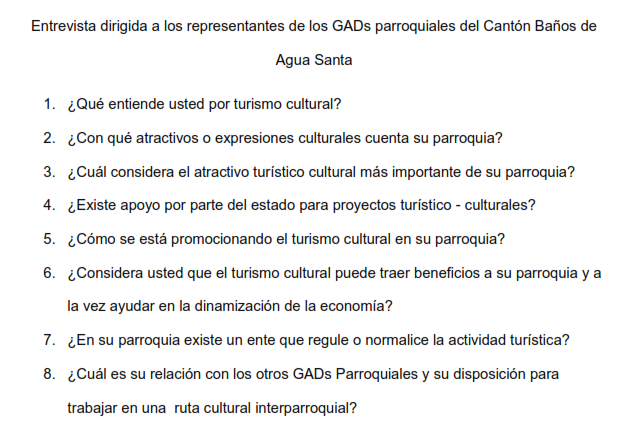 Entrevista dirigida a los representantes de los GADs parroquiales del Cantón Baños de
Agua Santa
1. ¿Qué entiende usted por turismo cultural?
2. ¿Con qué atractivos o expresiones culturales cuenta su parroquia?
3. ¿Cuál considera el atractivo turístico cultural más importante de su parroquia?
4. ¿Existe apoyo por parte del estado para proyectos turístico - culturales?
5. ¿Cómo se está promocionando el turismo cultural en su parroquia?
6. ¿Considera usted que el turismo cultural puede traer beneficios a su parroquia y a
la vez ayudar en la dinamización de la economía?
7. ¿En su parroquia existe un ente que regule o normalice la actividad turística?
8. ¿Cuál es su relación con los otros GADs Parroquiales y su disposición para
trabajar en una  ruta cultural interparroquial?